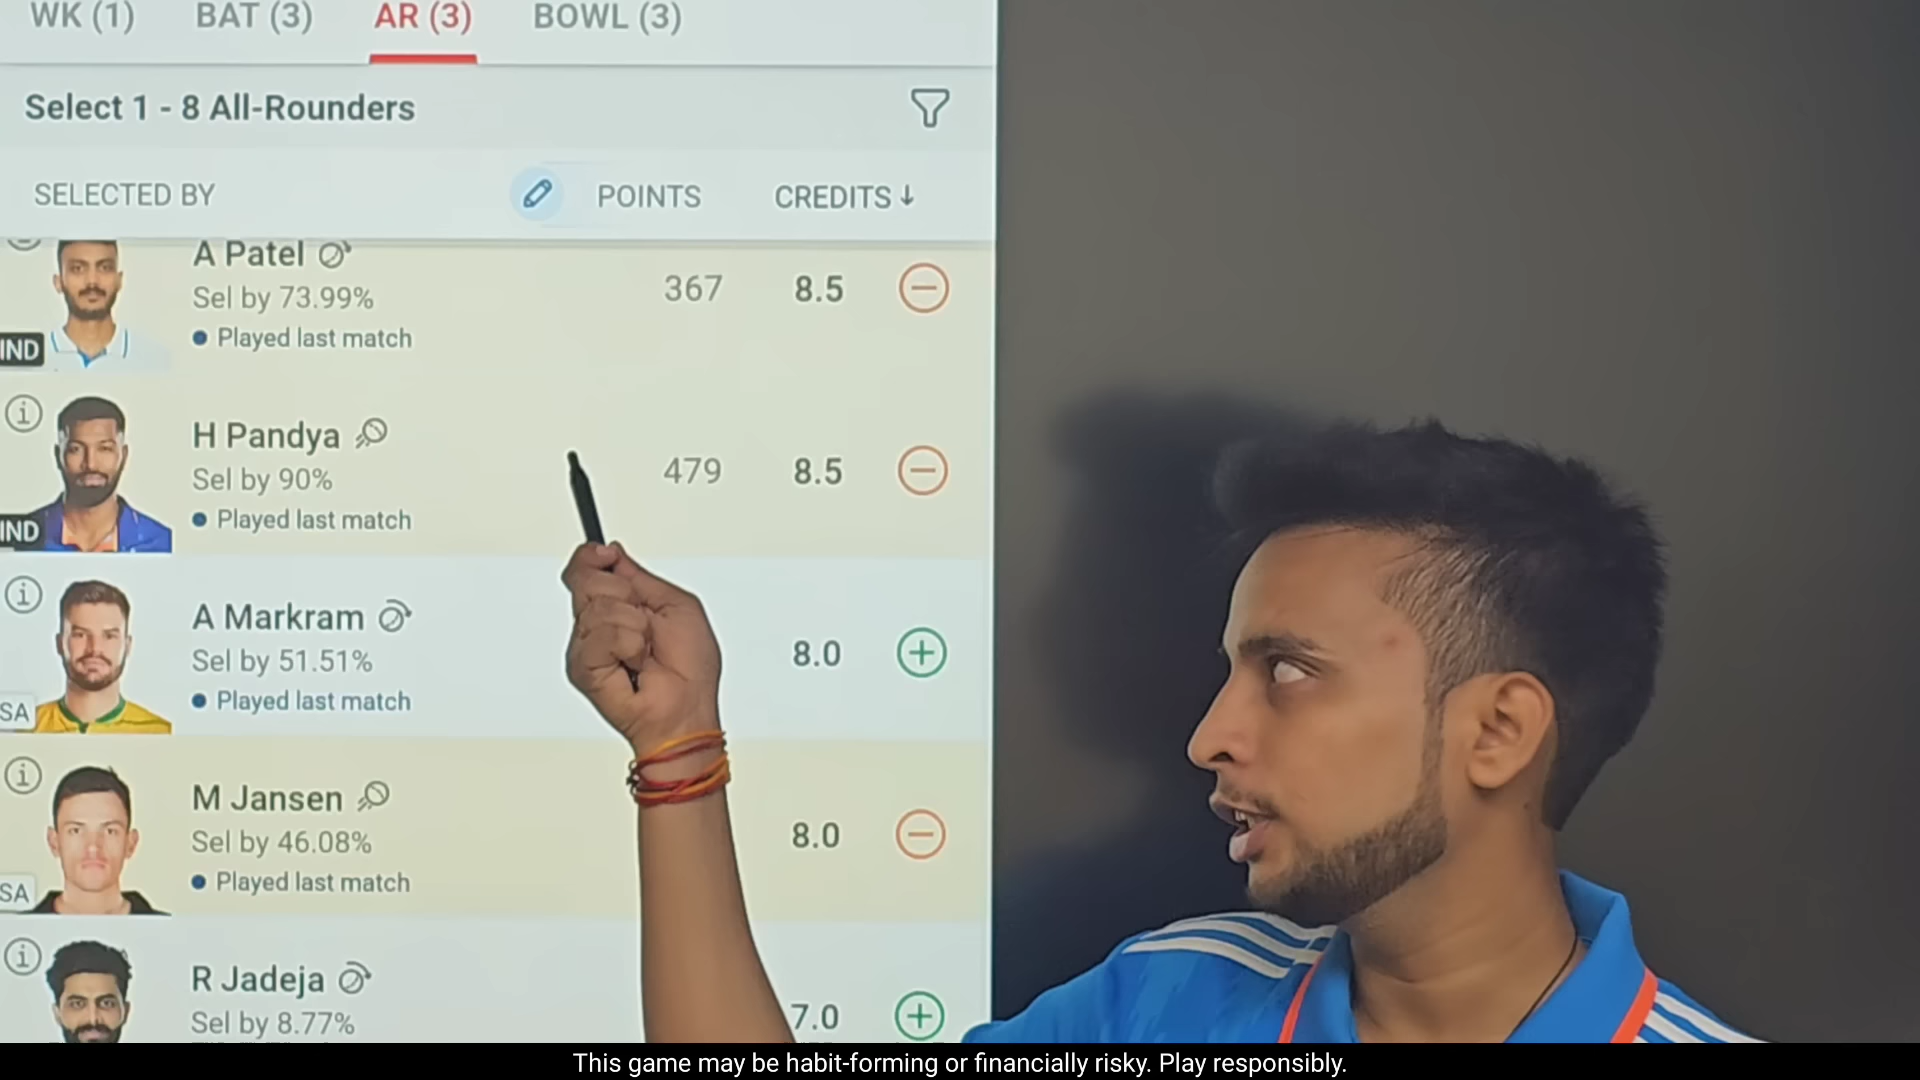 WK (1) BAT (3) AR (3) BOWL (3)
Select 1 - 8 All-Rounders
SELECTED BY POINTS CREDITS↓
A Patel
Sel by 73.99% 367 8.5
Played last match
IND
H Pandya
Sel by 90% 479 8.5
Played last match
IND
A Markram
Sel by 51.51% 8.0
Played last match
SA
M Jansen
Sel by 46.08% 8.0
Played last match
SA
R Jadeja
Sel by 8.77% 7.0
This game may be habit-forming or financially risky. Play responsibly.